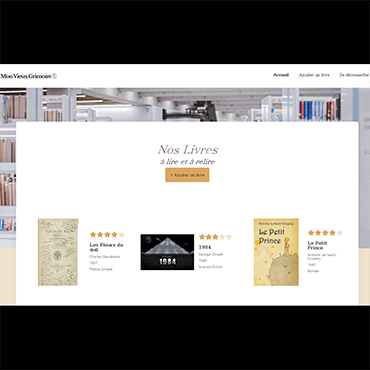 Mon Vieux Grimoire
Accueil
Ajouter un livre
Se déconnecter
Nos Livres
à lire et à relire
+ Ajouter un livre
Les Fleurs du
mal
Charles Baudelaire
1857
Poésie lyrique
1984
1984
George Orwell
1949
Science-fiction
Le Petit
Prince
Le Petit
Prince
Antoine de Saint-
Exupéry
1943
Roman